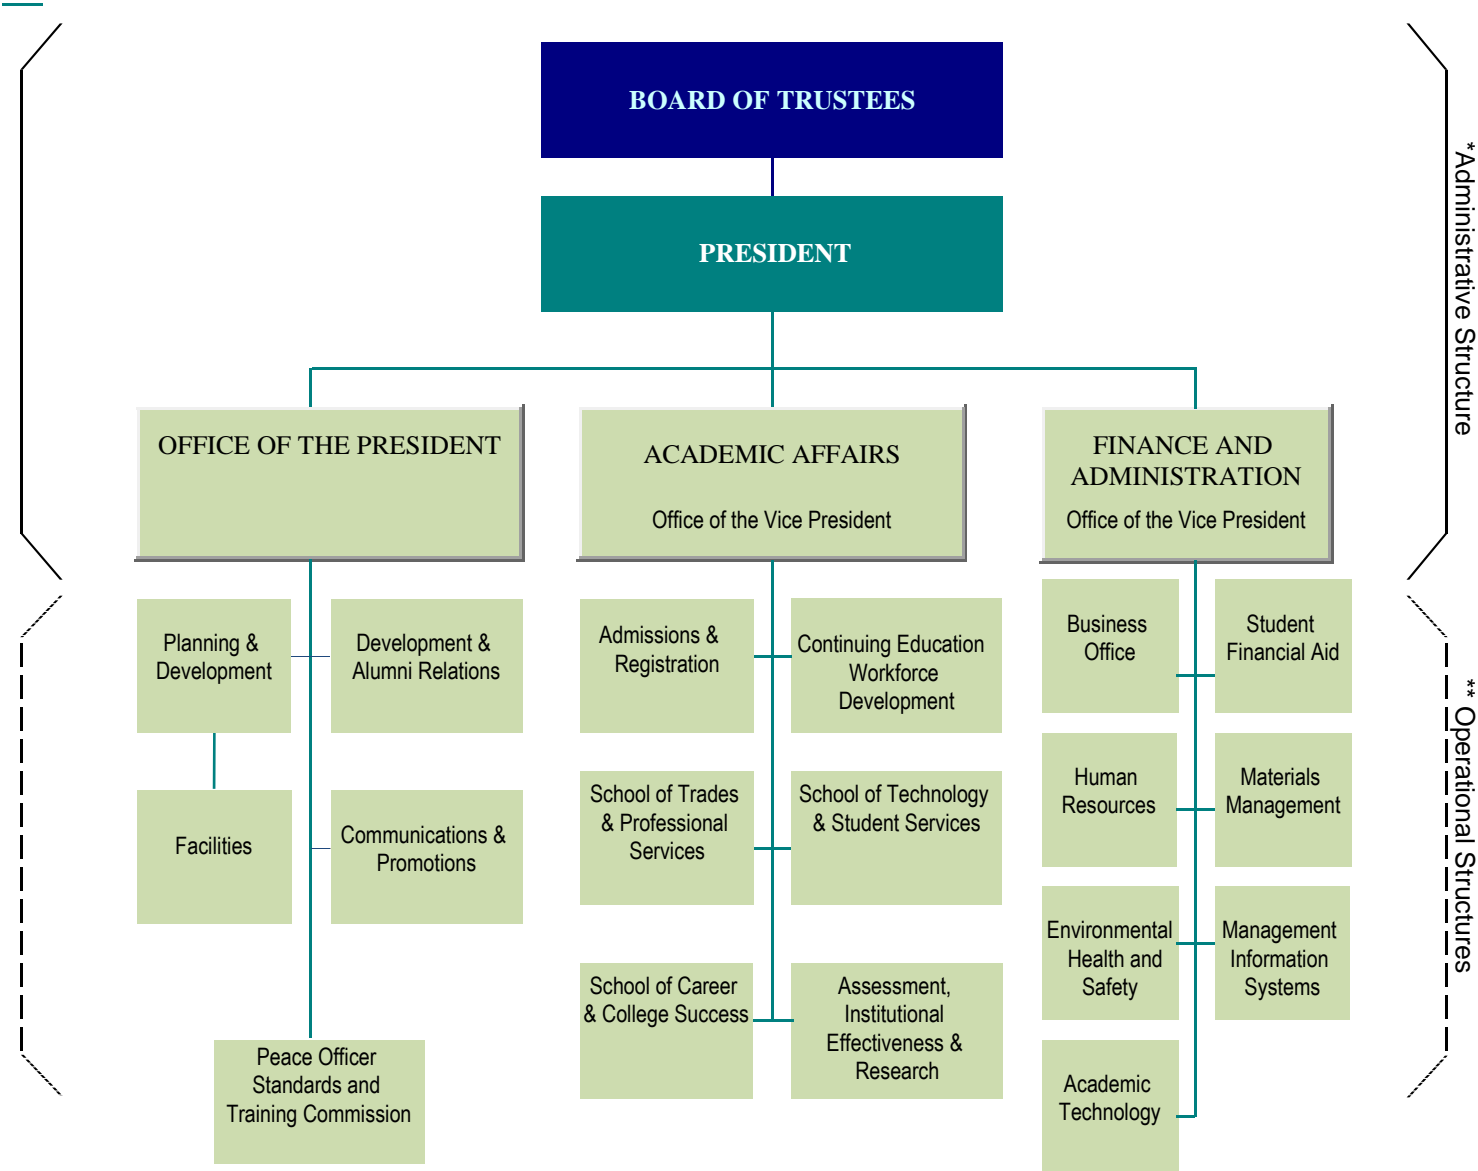 BOARD OF TRUSTEES
PRESIDENT
*Administrative Structure
OFFICE OF THE PRESIDENT
ACADEMIC AFFAIRS
Office of the Vice President
FINANCE AND
ADMINISTRATION
Office of the Vice President
** Operational Structures
Planning &
Development
Development &
Alumni Relations
Facilities
Communications &
Promotions
Peace Officer
Standards and
Training Commission
Admissions &
Registration
Continuing Education
Workforce
Development
School of Trades
& Professional
Services
School of Technology
& Student Services
School of Career
& College Success
Assessment,
Institutional
Effectiveness &
Research
Business
Office
Student
Financial Aid
Human
Resources
Materials
Management
Environmental
Health and
Safety
Management
Information
Systems
Academic
Technology